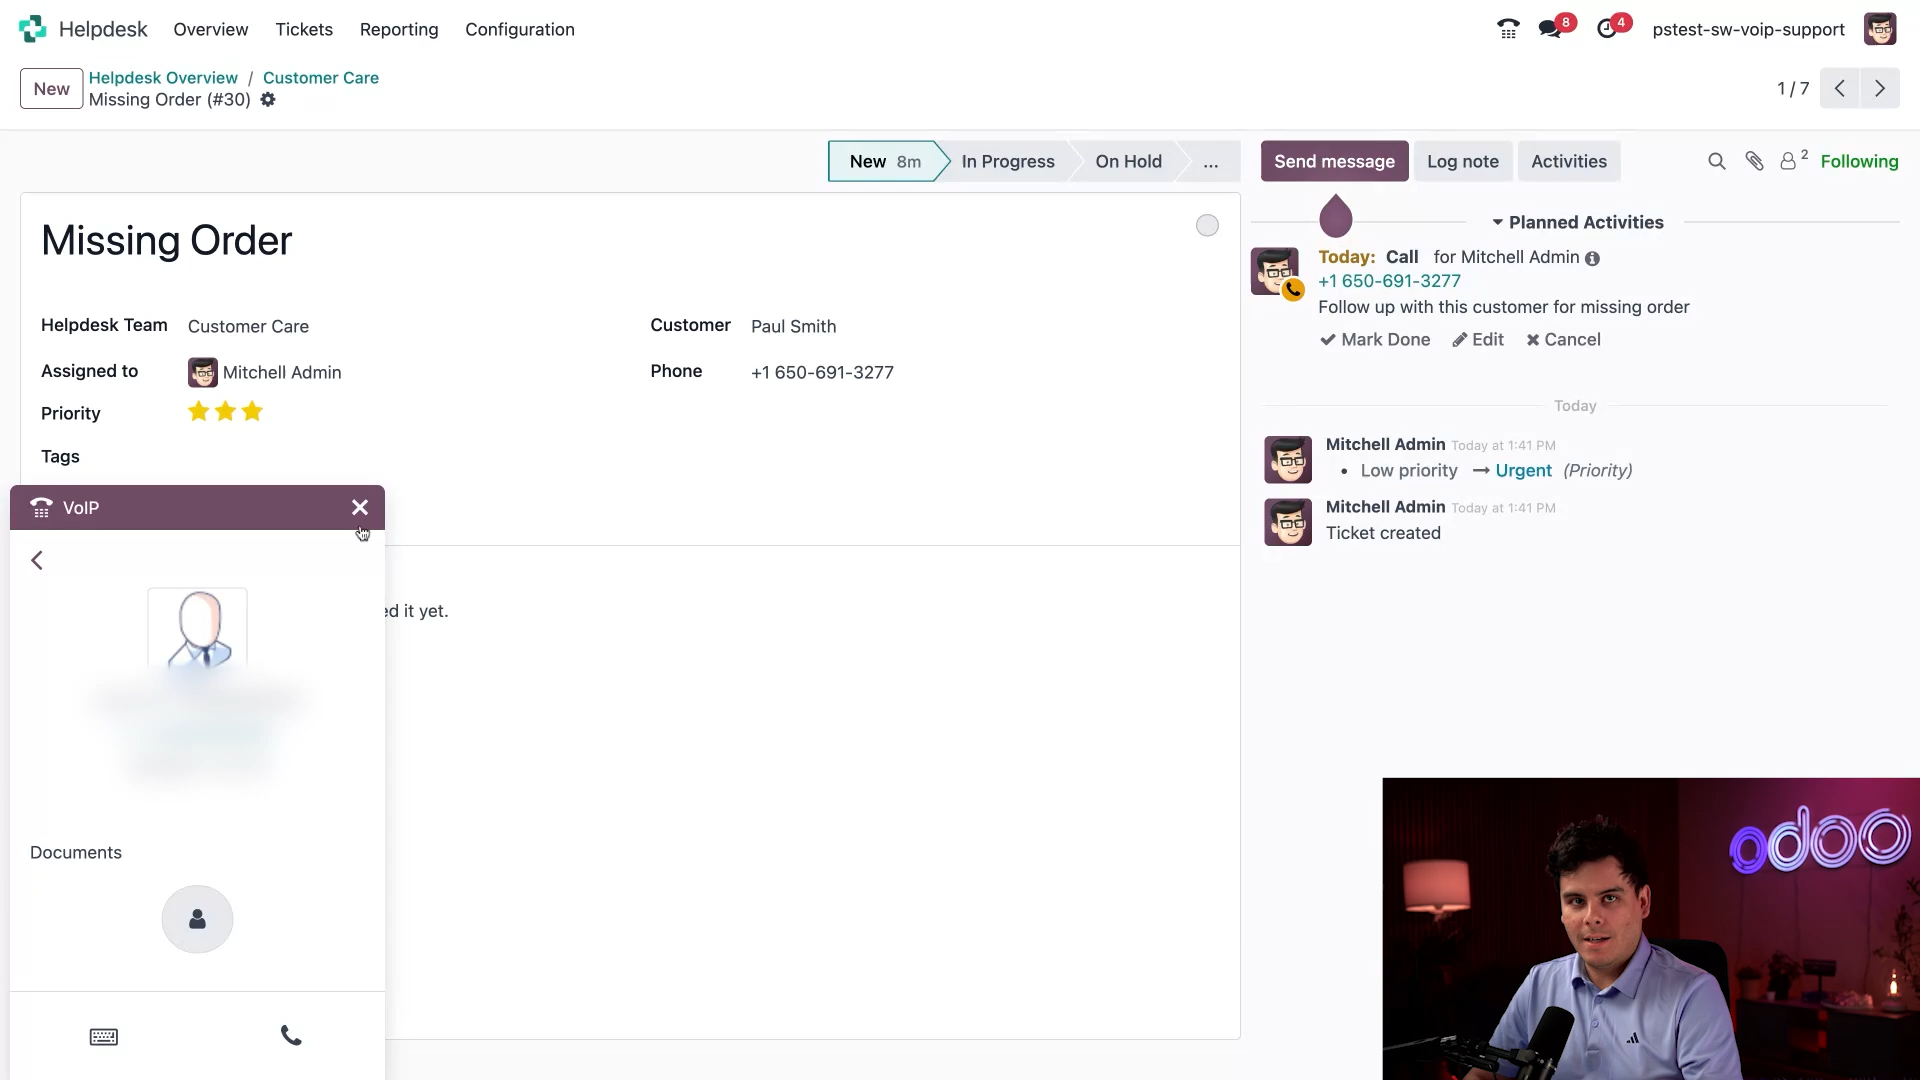 Helpdesk Overview Tickets Reporting Configuration
8 4 pstest-sw-voip-support
New Helpdesk Overview / Customer Care
Missing Order (#30)
1 / 7
New 8m In Progress On Hold ...
Send message Log note Activities 2 Following
Missing Order
Helpdesk Team Customer Care
Customer Paul Smith
Assigned to Mitchell Admin
Phone +1 650-691-3277
Priority
Tags
ed it yet.
VoIP
Documents
Planned Activities
Today: Call for Mitchell Admin
+1 650-691-3277
Follow up with this customer for missing order
Mark Done Edit Cancel
Today
Mitchell Admin Today at 1:41 PM
• Low priority → Urgent (Priority)
Mitchell Admin Today at 1:41 PM
Ticket created
odoo